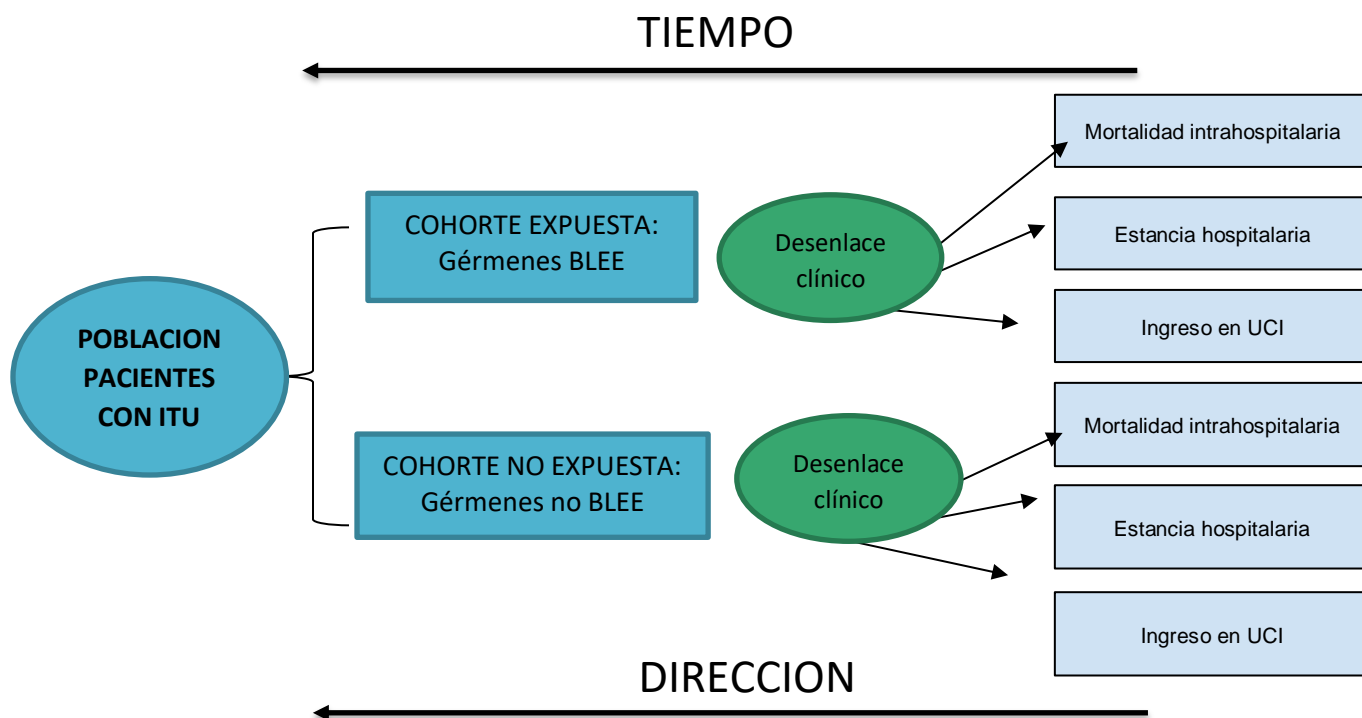 TIEMPO
Mortalidad intrahospitalaria
COHORTE EXPUESTA:
Gérmenes BLEE
Desenlace
clínico
Estancia hospitalaria
Ingreso en UCI
POBLACION
PACIENTES
CON ITU
Mortalidad intrahospitalaria
COHORTE NO EXPUESTA:
Gérmenes no BLEE
Desenlace
clínico
Estancia hospitalaria
Ingreso en UCI
DIRECCION